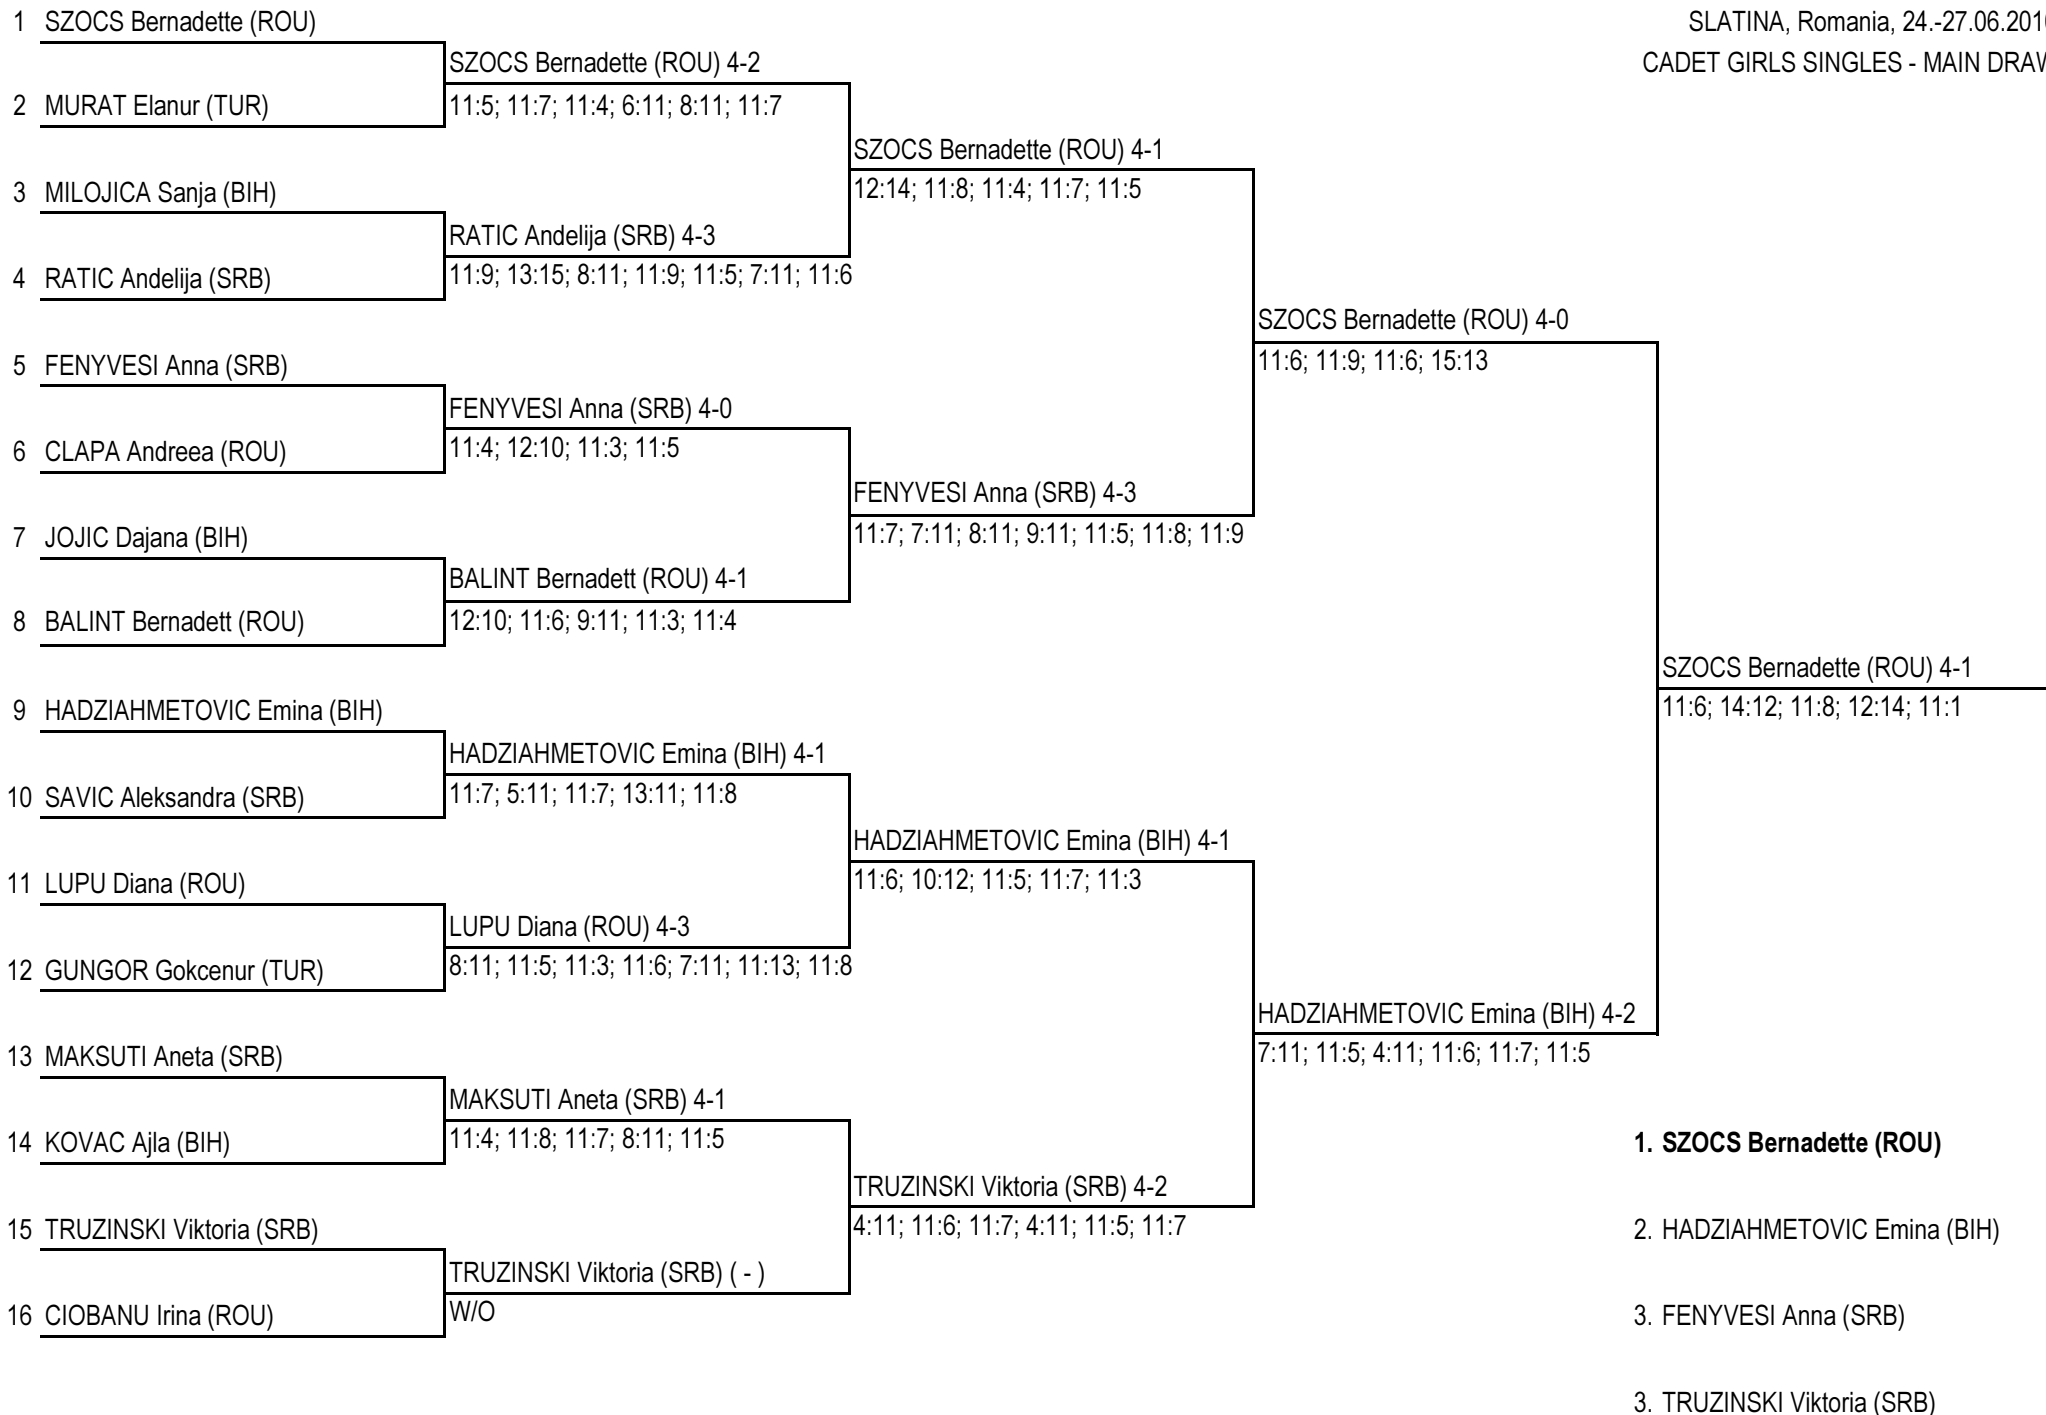 SLATINA, Romania, 24.-27.06.201
CADET GIRLS SINGLES - MAIN DRAW
1 SZOCS Bernadette (ROU)
SZOCS Bernadette (ROU) 4-2
2 MURAT Elanur (TUR)
11:5; 11:7; 11:4; 6:11; 8:11; 11:7
SZOCS Bernadette (ROU) 4-1
3 MILOJICA Sanja (BIH)
12:14; 11:8; 11:4; 11:7; 11:5
RATIC Andelija (SRB) 4-3
4 RATIC Andelija (SRB)
11:9; 13:15; 8:11; 11:9; 11:5; 7:11; 11:6
SZOCS Bernadette (ROU) 4-0
5 FENYVESI Anna (SRB)
11:6; 11:9; 11:6; 15:13
FENYVESI Anna (SRB) 4-0
6 CLAPA Andreea (ROU)
11:4; 12:10; 11:3; 11:5
FENYVESI Anna (SRB) 4-3
7 JOJIC Dajana (BIH)
11:7; 7:11; 8:11; 9:11; 11:5; 11:8; 11:9
BALINT Bernadett (ROU) 4-1
8 BALINT Bernadett (ROU)
12:10; 11:6; 9:11; 11:3; 11:4
SZOCS Bernadette (ROU) 4-1
9 HADZIAHMETOVIC Emina (BIH)
11:6; 14:12; 11:8; 12:14; 11:1
HADZIAHMETOVIC Emina (BIH) 4-1
10 SAVIC Aleksandra (SRB)
11:7; 5:11; 11:7; 13:11; 11:8
HADZIAHMETOVIC Emina (BIH) 4-1
11 LUPU Diana (ROU)
11:6; 10:12; 11:5; 11:7; 11:3
LUPU Diana (ROU) 4-3
12 GUNGOR Gokcenur (TUR)
8:11; 11:5; 11:3; 11:6; 7:11; 11:13; 11:8
HADZIAHMETOVIC Emina (BIH) 4-2
13 MAKSUTI Aneta (SRB)
7:11; 11:5; 4:11; 11:6; 11:7; 11:5
MAKSUTI Aneta (SRB) 4-1
14 KOVAC Ajla (BIH)
11:4; 11:8; 11:7; 8:11; 11:5
1. SZOCS Bernadette (ROU)
TRUZINSKI Viktoria (SRB) 4-2
15 TRUZINSKI Viktoria (SRB)
4:11; 11:6; 11:7; 4:11; 11:5; 11:7
2. HADZIAHMETOVIC Emina (BIH)
TRUZINSKI Viktoria (SRB) ( - )
16 CIOBANU Irina (ROU)
W/O
3. FENYVESI Anna (SRB)
3. TRUZINSKI Viktoria (SRB)